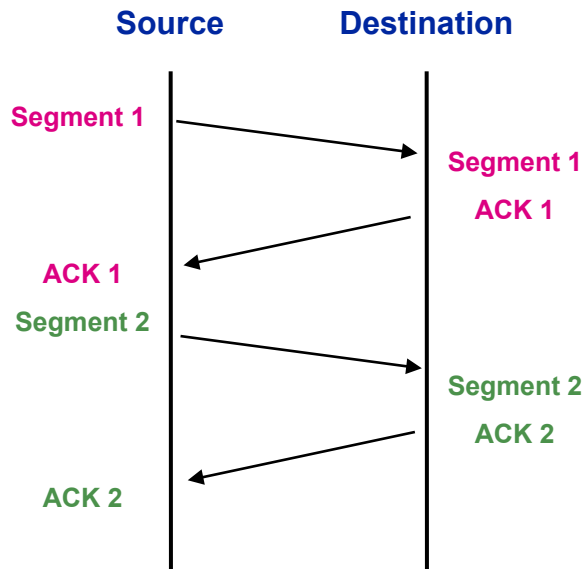 Source
Destination
Segment 1
Segment 1
ACK 1
ACK 1
Segment 2
Segment 2
ACK 2
ACK 2